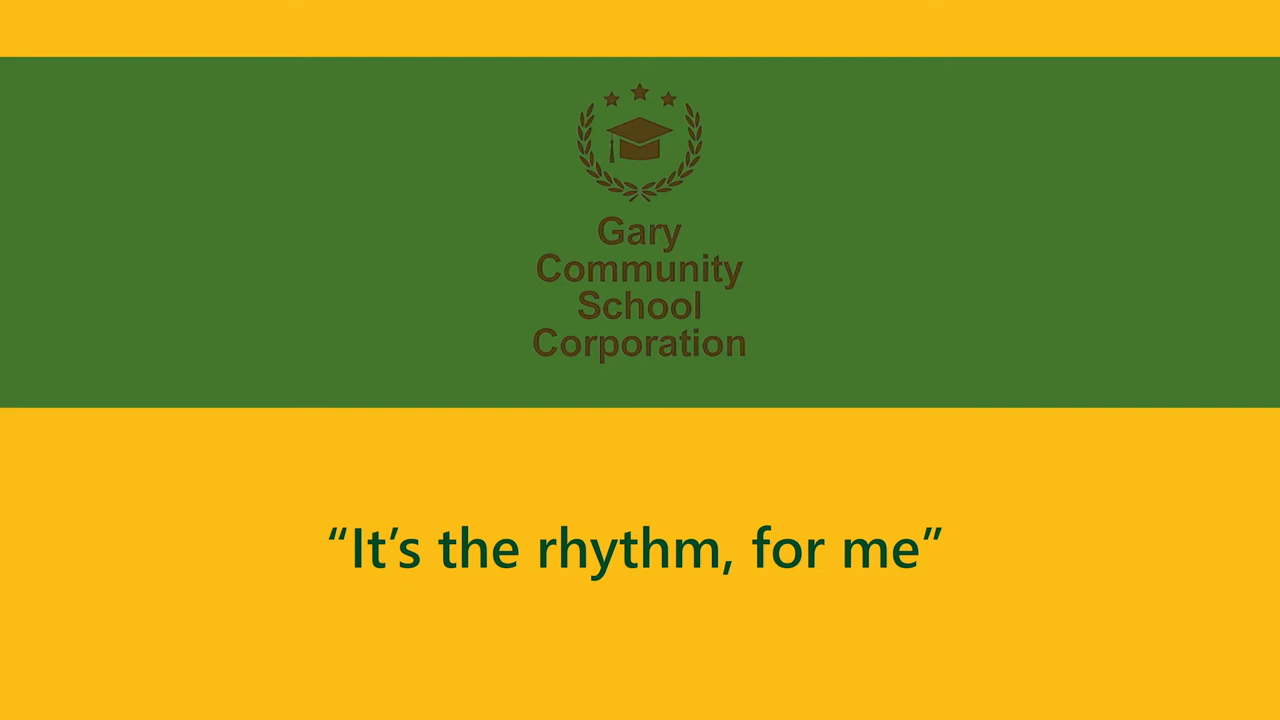 Gary
Community
School
Corporation
“It’s the rhythm, for me”